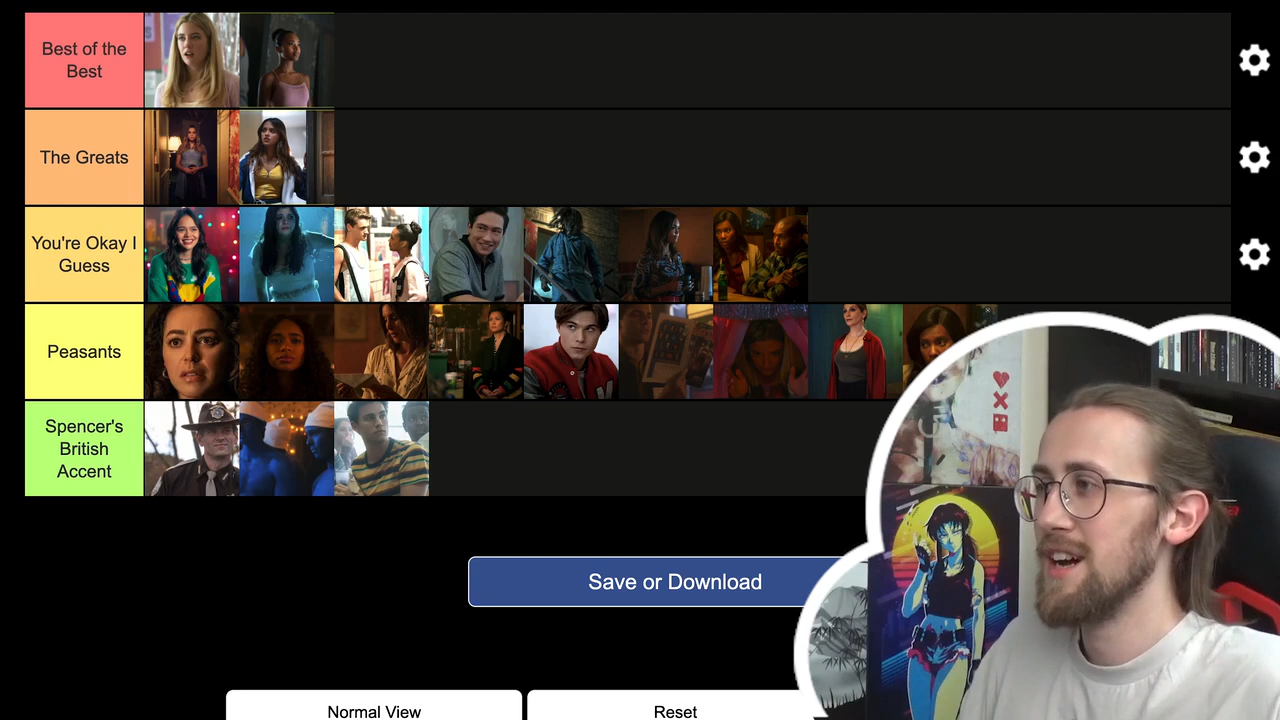 Best of the
Best
The Greats
You're Okay I
Guess
Peasants
Spencer's
British
Accent
Save or Download
Normal View
Reset